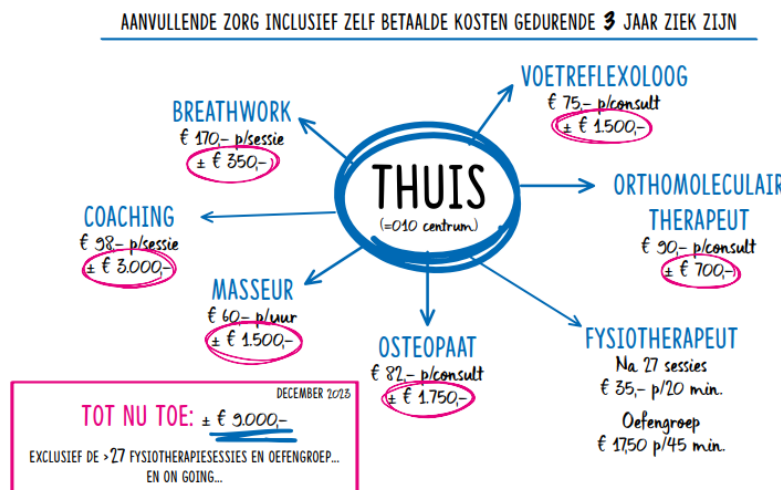 AANVULLENDE ZORG INCLUSIEF ZELF BETAALDE KOSTEN GEDURENDE 3 JAAR ZIEK ZIJN
VOETREFLEXOLOOG
€ 75,- p/consult
± € 1.500,-
BREATHWORK
€ 170,- p/sessie
± € 350,-
THUIS
(=010 centrum)
ORTHOMOLECULAIR
THERAPEUT
€ 90,- p/consult
± € 700,-
COACHING
€ 98,- p/sessie
± € 3.000,-
MASSEUR
€ 60,- p/uur
± € 1.500,-
OSTEOPAAT
€ 82,- p/consult
± € 1.750,-
FYSIOTHERAPEUT
Na 27 sessies
€ 35,- p/20 min.
Oefengroep
€ 17,50 p/45 min.
DECEMBER 2023
TOT NU TOE: ± € 9.000,-
EXCLUSIEF DE >27 FYSIOTHERAPIESESSIES EN OEFENGROEP...
EN ON GOING...